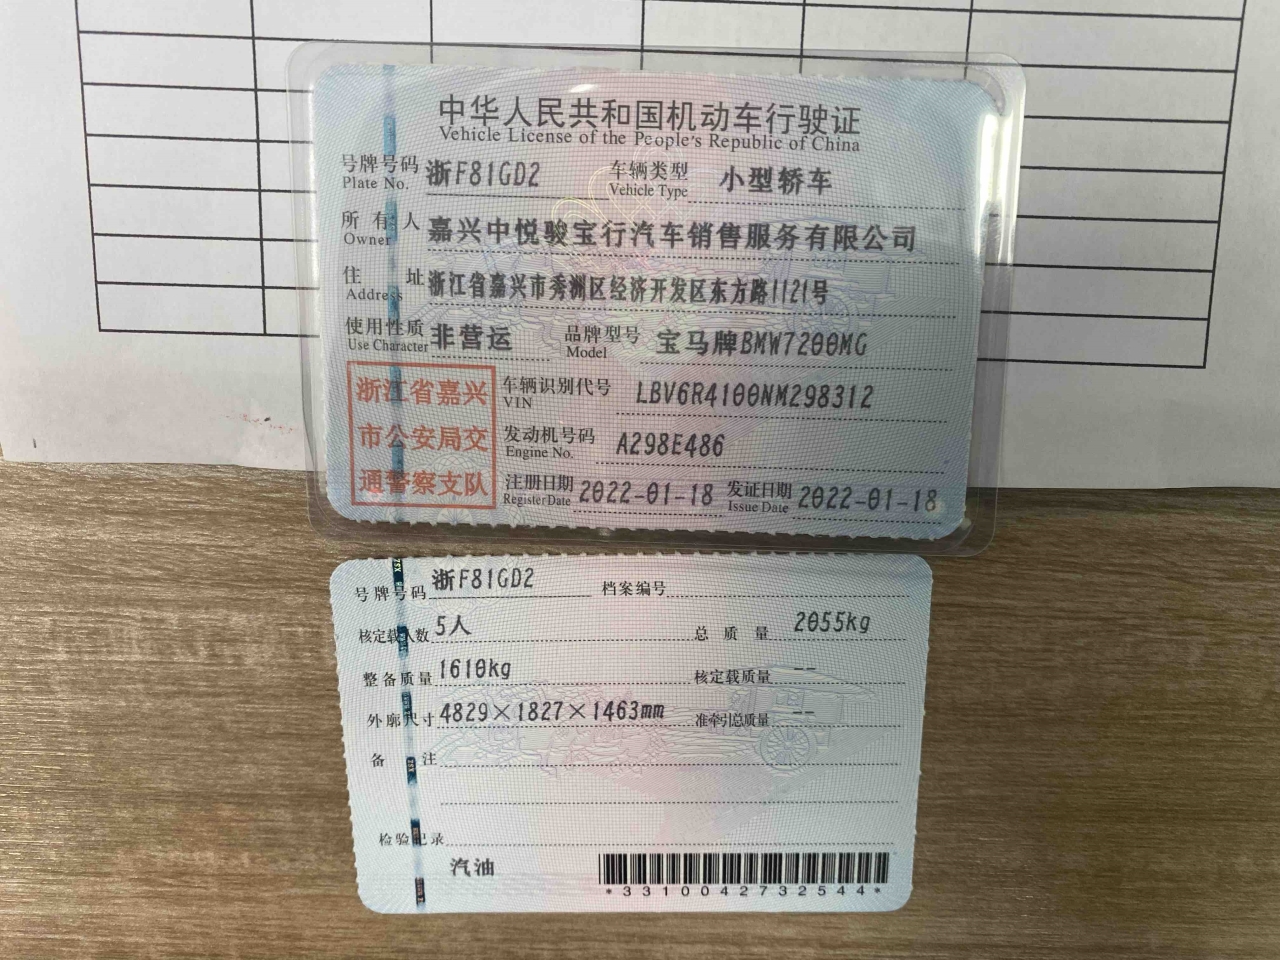 中华人民共和国机动车行驶证
Vehicle License of the People's Republic of China
号牌号码 浙F81GD2 车辆类型 小型轿车
Plate No. Vehicle Type
所有人 嘉兴中悦骏宝行汽车销售服务有限公司
Owner
住址 浙江省嘉兴市秀洲区经济开发区东方路1121号
Address
使用性质 非营运 品牌型号 宝马牌BMW7200MG
Use Character Model
浙江省嘉兴
市公安局交
通警察支队
车辆识别代号 LBV6R4100NM298312
VIN
发动机号码 A298E486
Engine No.
注册日期 2022-01-18 发证日期 2022-01-18
Register Date Issue Date
号牌号码 浙F81GD2 档案编号
核定载人数 5人 总质量 2055kg
整备质量 1610kg 核定载质量 --
外廓尺寸 4829×1827×1463mm 准牵引总质量 --
备注
检验记录
汽油
*3310042732544*